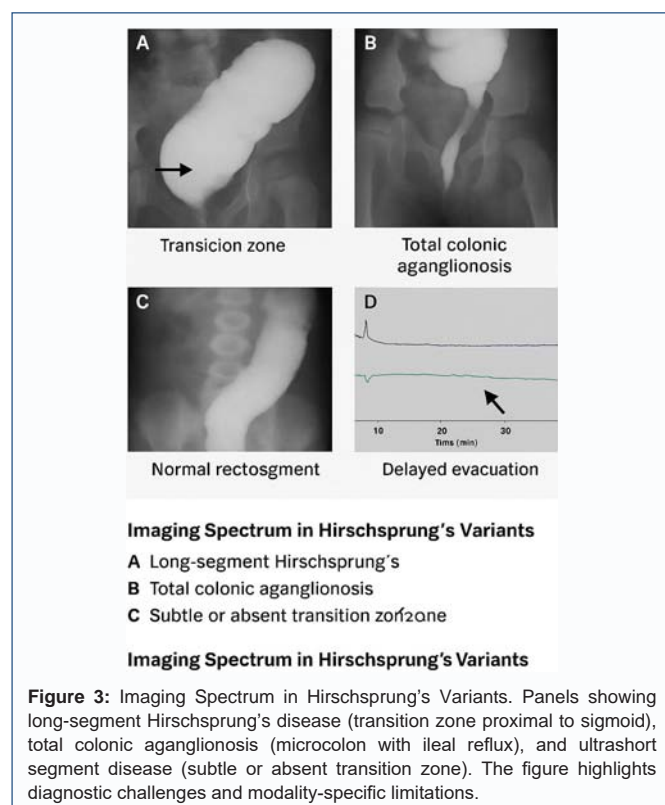 A
B
Transicion zone
Total colonic
aganglionosis
C
D
10
20
30
Tims (min)
Normal rectosgment
Delayed evacuation
Imaging Spectrum in Hirschsprung's Variants
A Long-segment Hirschsprung's
B Total colonic aganglionosis
C Subtle or absent transition
Imaging Spectrum in Hirschsprung's Variants
Figure 3: Imaging Spectrum in Hirschsprung's Variants. Panels showing
long-segment Hirschsprung's disease (transition zone proximal to sigmoid),
total colonic aganglionosis (microcolon with ileal reflux), and ultrashort
segment disease (subtle or absent transition zone). The figure highlights
diagnostic challenges and modality-specific limitations.